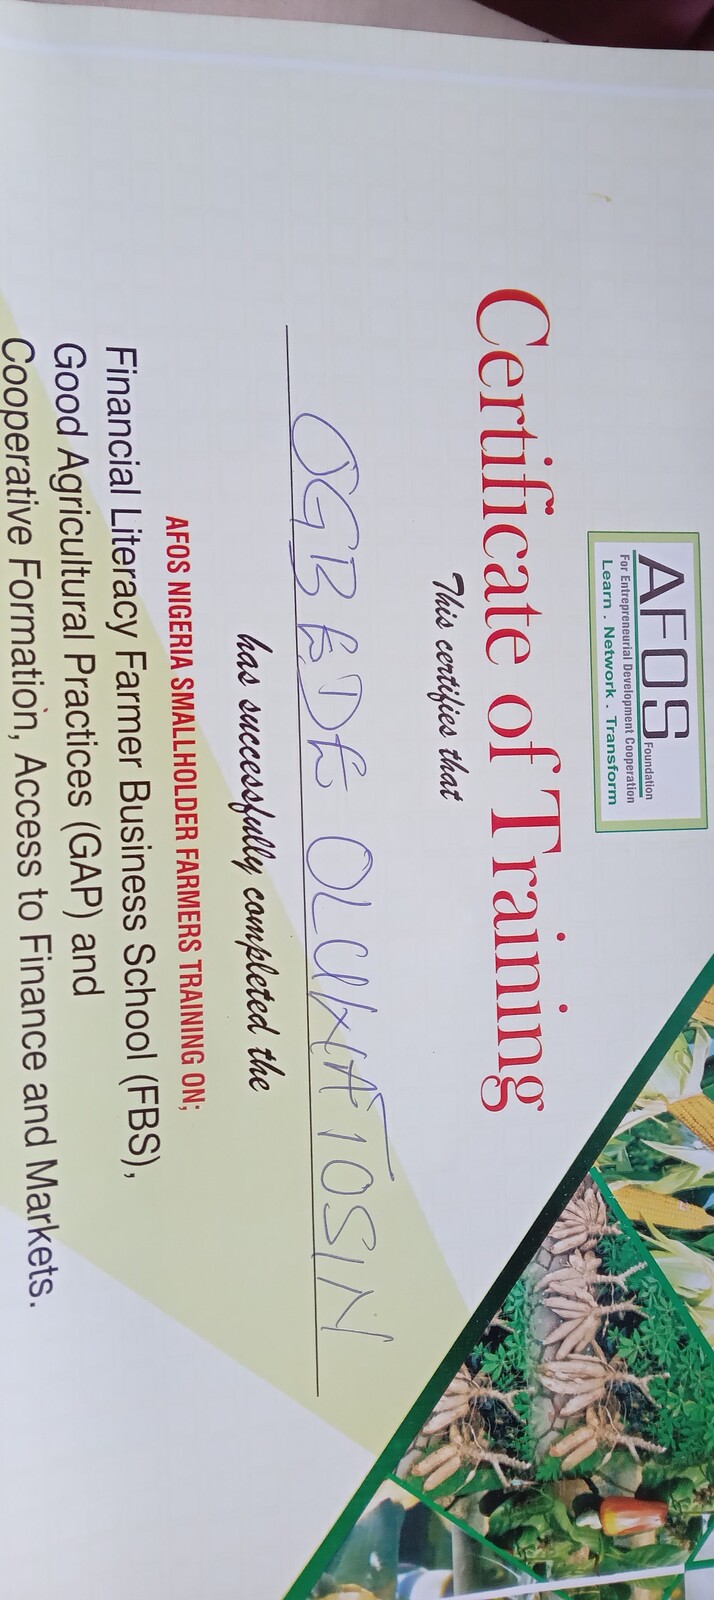 AFOS Foundation
For Entrepreneurial Development Cooperation
Learn . Network . Transform
Certificate of Training
This certifies that
OGBEDE OLUWATOSIN
has successfully completed the
AFOS NIGERIA SMALLHOLDER FARMERS TRAINING ON;
Financial Literacy Farmer Business School (FBS),
Good Agricultural Practices (GAP) and
Cooperative Formation, Access to Finance and Markets.